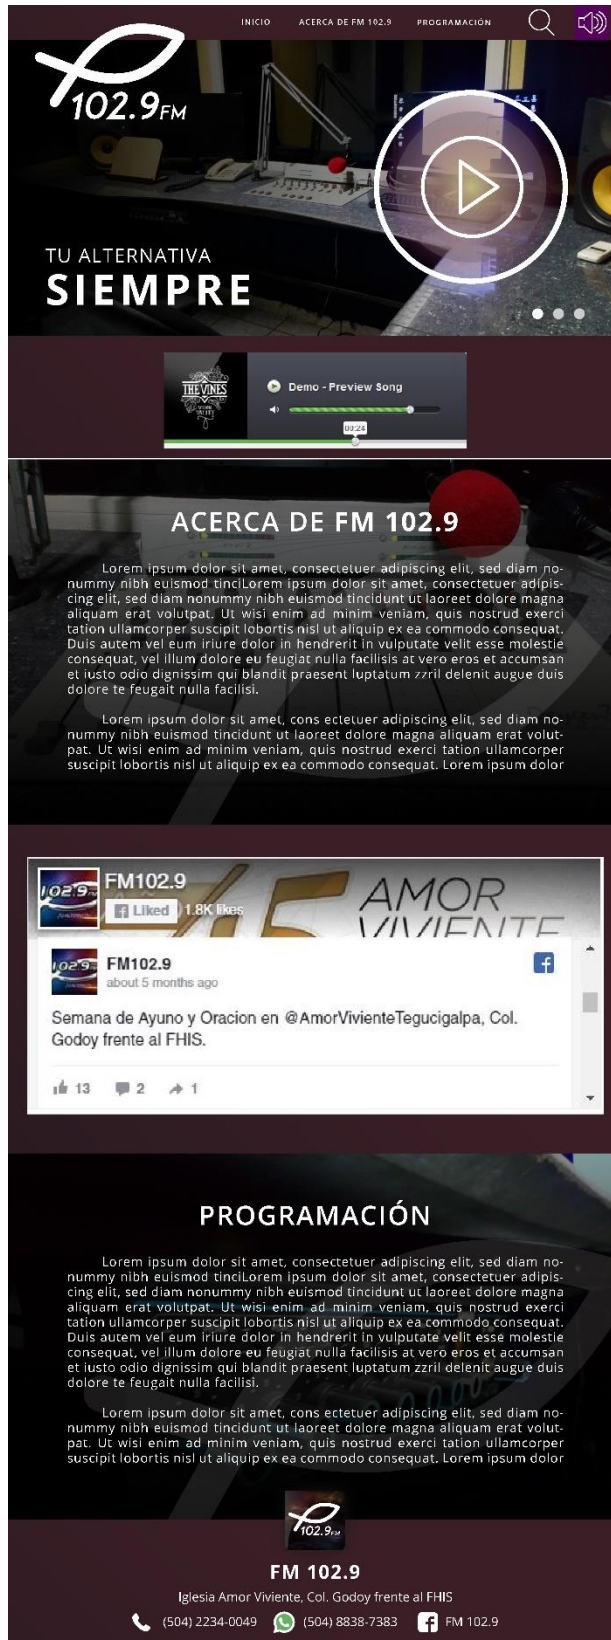 INICIO ACERCA DE FM 102.9 PROGRAMACIÓN
102.9 FM
TU ALTERNATIVA
SIEMPRE
THE VINES
Demo - Preview Song
00:24
ACERCA DE FM 102.9
Lorem ipsum dolor sit amet, consectetuer adipiscing elit, sed diam no-
nummy nibh euismod tinciLorem ipsum dolor sit amet, consectetuer adipis-
cing elit, sed diam nonummy nibh euismod tincidunt ut laoreet dolore magna
aliquam erat volutpat. Ut wisi enim ad minim veniam, quis nostrud exerci
tation ullamcorper suscipit lobortis nisl ut aliquip ex ea commodo consequat.
Duis autem vel eum iriure dolor in hendrerit in vulputate velit esse molestie
consequat, vel illum dolore eu feugiat nulla facilisis at vero eros et accumsan
et iusto odio dignissim qui blandit praesent luptatum zzril delenit augue duis
dolore te feugait nulla facilisi.
Lorem ipsum dolor sit amet, cons ectetuer adipiscing elit, sed diam no-
nummy nibh euismod tincidunt ut laoreet dolore magna aliquam erat volut-
pat. Ut wisi enim ad minim veniam, quis nostrud exerci tation ullamcorper
suscipit lobortis nisl ut aliquip ex ea commodo consequat. Lorem ipsum dolor
102.9
FM102.9
Liked 1.8K likes
45 AMOR
VIVIENTE
102.9
FM102.9
about 5 months ago
Semana de Ayuno y Oracion en @AmorVivienteTegucigalpa, Col.
Godoy frente al FHIS.
13 2 1
PROGRAMACIÓN
Lorem ipsum dolor sit amet, consectetuer adipiscing elit, sed diam no-
nummy nibh euismod tinciLorem ipsum dolor sit amet, consectetuer adipis-
cing elit, sed diam nonummy nibh euismod tincidunt ut laoreet dolore magna
aliquam erat volutpat. Ut wisi enim ad minim veniam, quis nostrud exerci
tation ullamcorper suscipit lobortis nisl ut aliquip ex ea commodo consequat.
Duis autem vel eum iriure dolor in hendrerit in vulputate velit esse molestie
consequat, vel illum dolore eu feugiat nulla facilisis at vero eros et accumsan
et iusto odio dignissim qui blandit praesent luptatum zzril delenit augue duis
dolore te feugait nulla facilisi.
Lorem ipsum dolor sit amet, cons ectetuer adipiscing elit, sed diam no-
nummy nibh euismod tincidunt ut laoreet dolore magna aliquam erat volut-
pat. Ut wisi enim ad minim veniam, quis nostrud exerci tation ullamcorper
suscipit lobortis nisl ut aliquip ex ea commodo consequat. Lorem ipsum dolor
102.9 FM
FM 102.9
Iglesia Amor Viviente, Col. Godoy frente al FHIS
(504) 2234-0049 (504) 8838-7383 FM 102.9